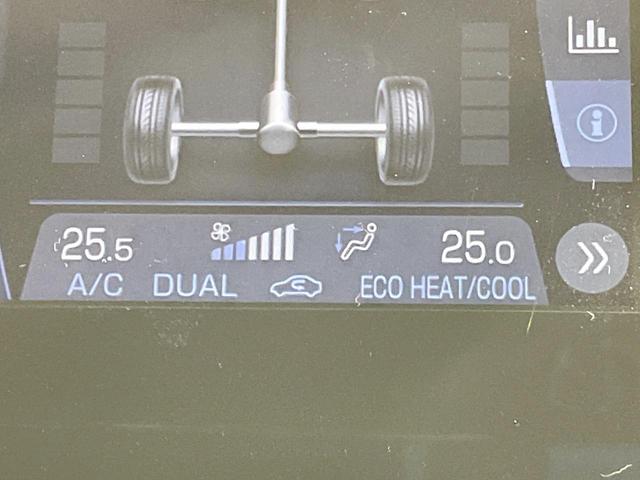 25.5 25.0
A/C DUAL ECO HEAT/COOL